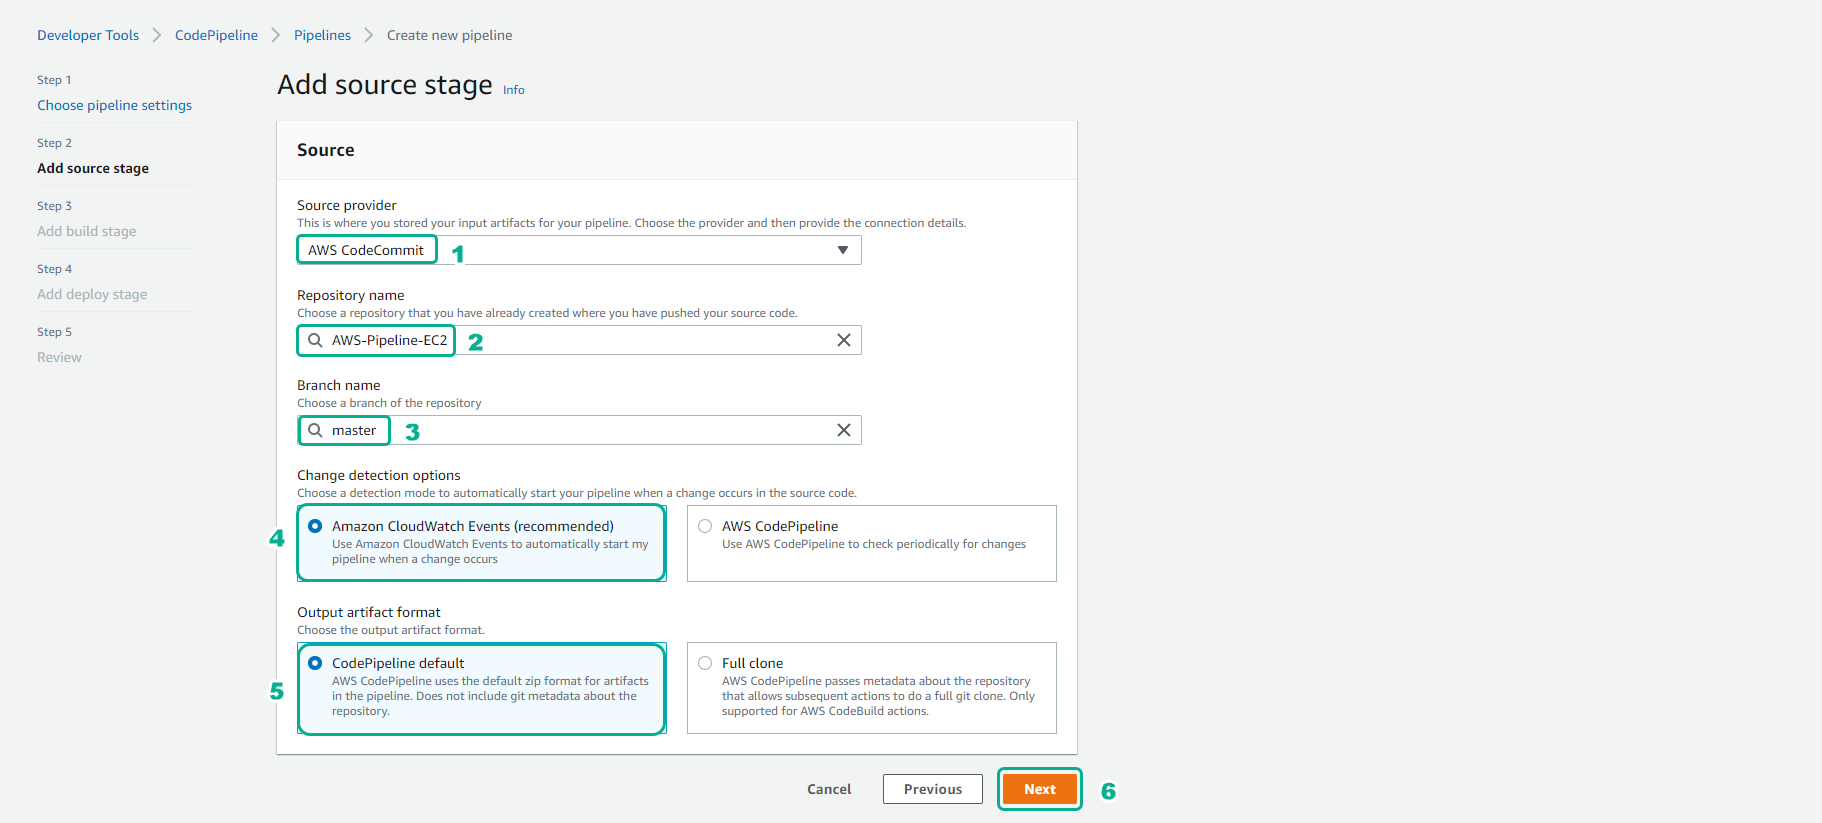 Developer Tools > CodePipeline > Pipelines > Create new pipeline
Step 1
Choose pipeline settings
Step 2
Add source stage
Step 3
Add build stage
Step 4
Add deploy stage
Step 5
Review
Add source stage Info
Source
Source provider
This is where you stored your input artifacts for your pipeline. Choose the provider and then provide the connection details.
AWS CodeCommit 1
Repository name
Choose a repository that you have already created where you have pushed your source code.
AWS-Pipeline-EC2 2
Branch name
Choose a branch of the repository
master 3
Change detection options
Choose a detection mode to automatically start your pipeline when a change occurs in the source code.
4
Amazon CloudWatch Events (recommended)
Use Amazon CloudWatch Events to automatically start my
pipeline when a change occurs
AWS CodePipeline
Use AWS CodePipeline to check periodically for changes
Output artifact format
Choose the output artifact format.
5
CodePipeline default
AWS CodePipeline uses the default zip format for artifacts
in the pipeline. Does not include git metadata about the
repository.
Full clone
AWS CodePipeline passes metadata about the repository
that allows subsequent actions to do a full git clone. Only
supported for AWS CodeBuild actions.
Cancel Previous Next 6